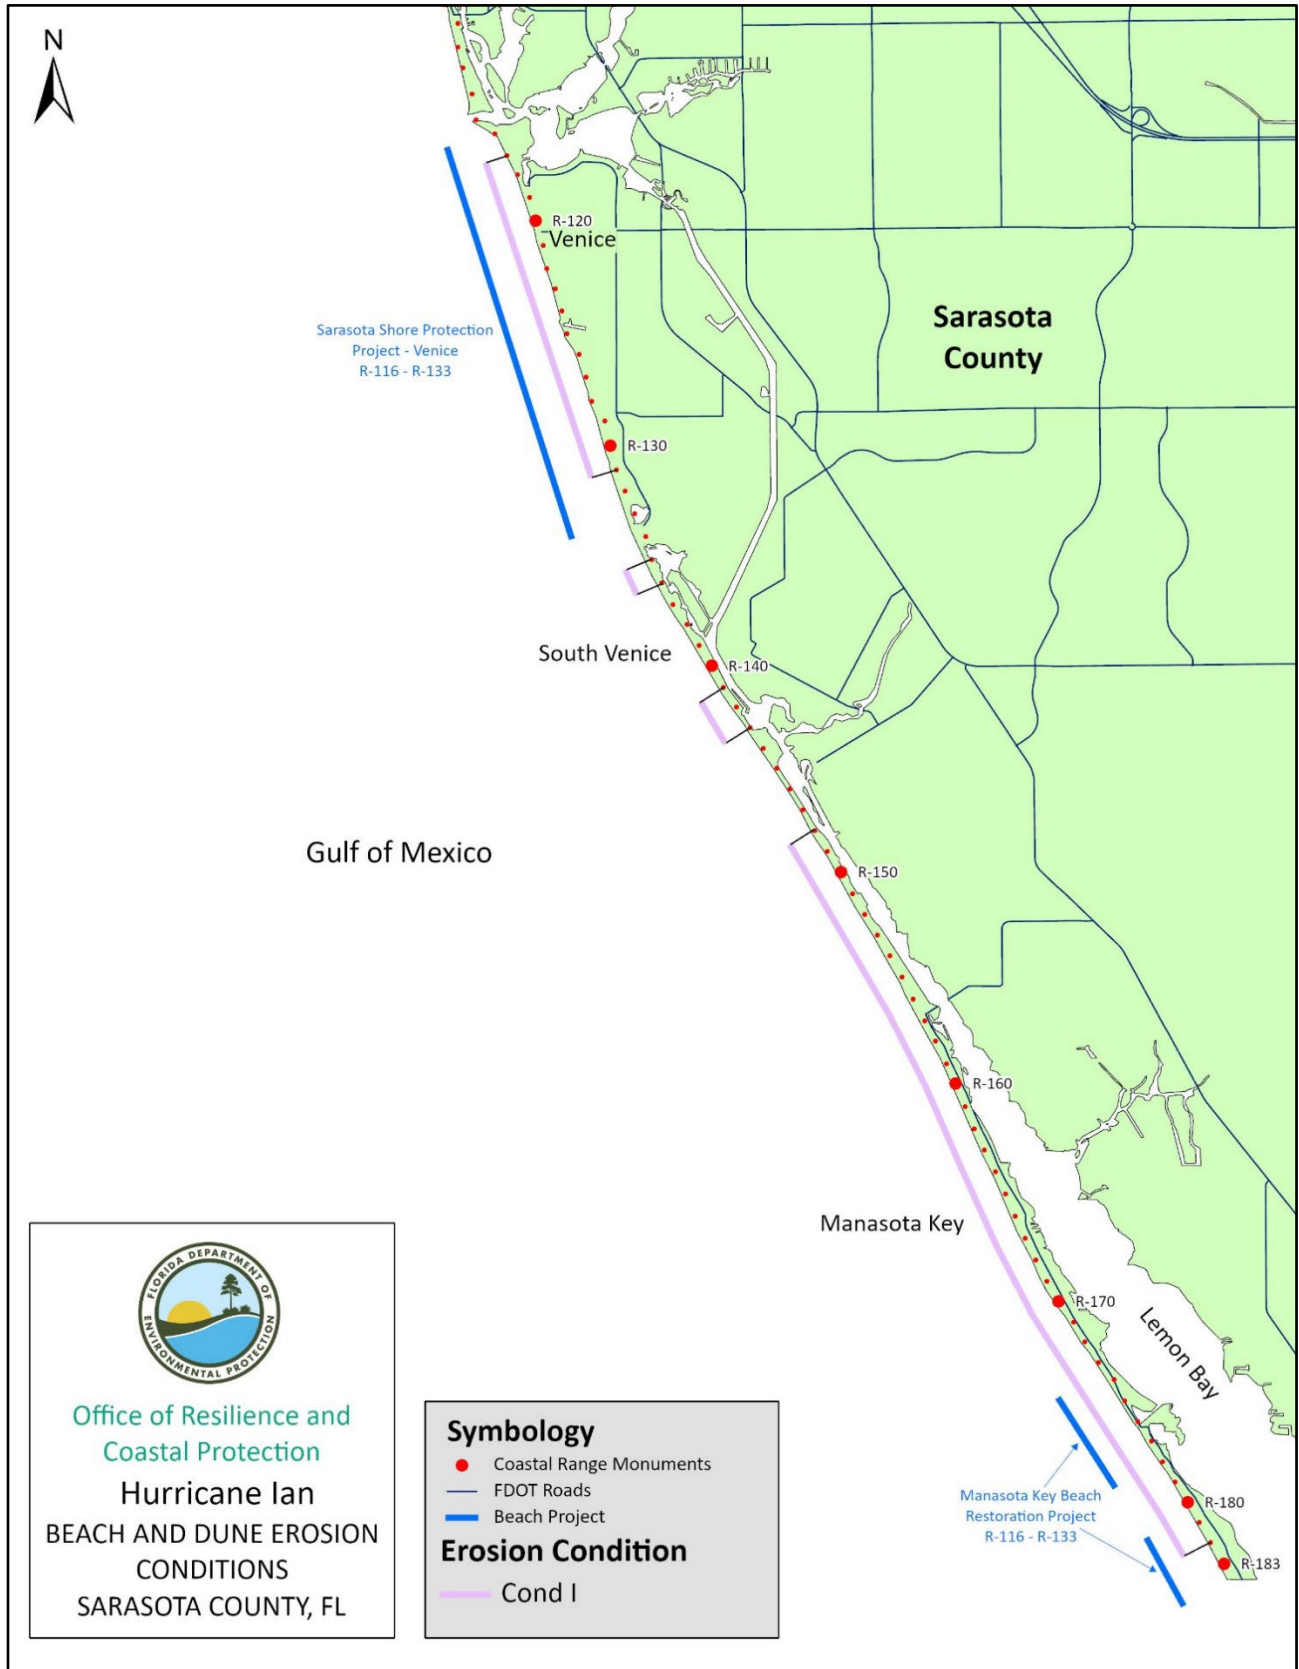 N
R-120
Venice
Sarasota
County
Sarasota Shore Protection
Project - Venice
R-116 - R-133
R-130
South Venice
R-140
Gulf of Mexico
R-150
R-160
Manasota Key
R-170
Lemon Bay
Manasota Key Beach
Restoration Project
R-116 - R-133
R-180
R-183
FLORIDA DEPARTMENT OF
ENVIRONMENTAL PROTECTION
Office of Resilience and
Coastal Protection
Hurricane Ian
BEACH AND DUNE EROSION
CONDITIONS
SARASOTA COUNTY, FL
Symbology
Coastal Range Monuments
FDOT Roads
Beach Project
Erosion Condition
Cond I